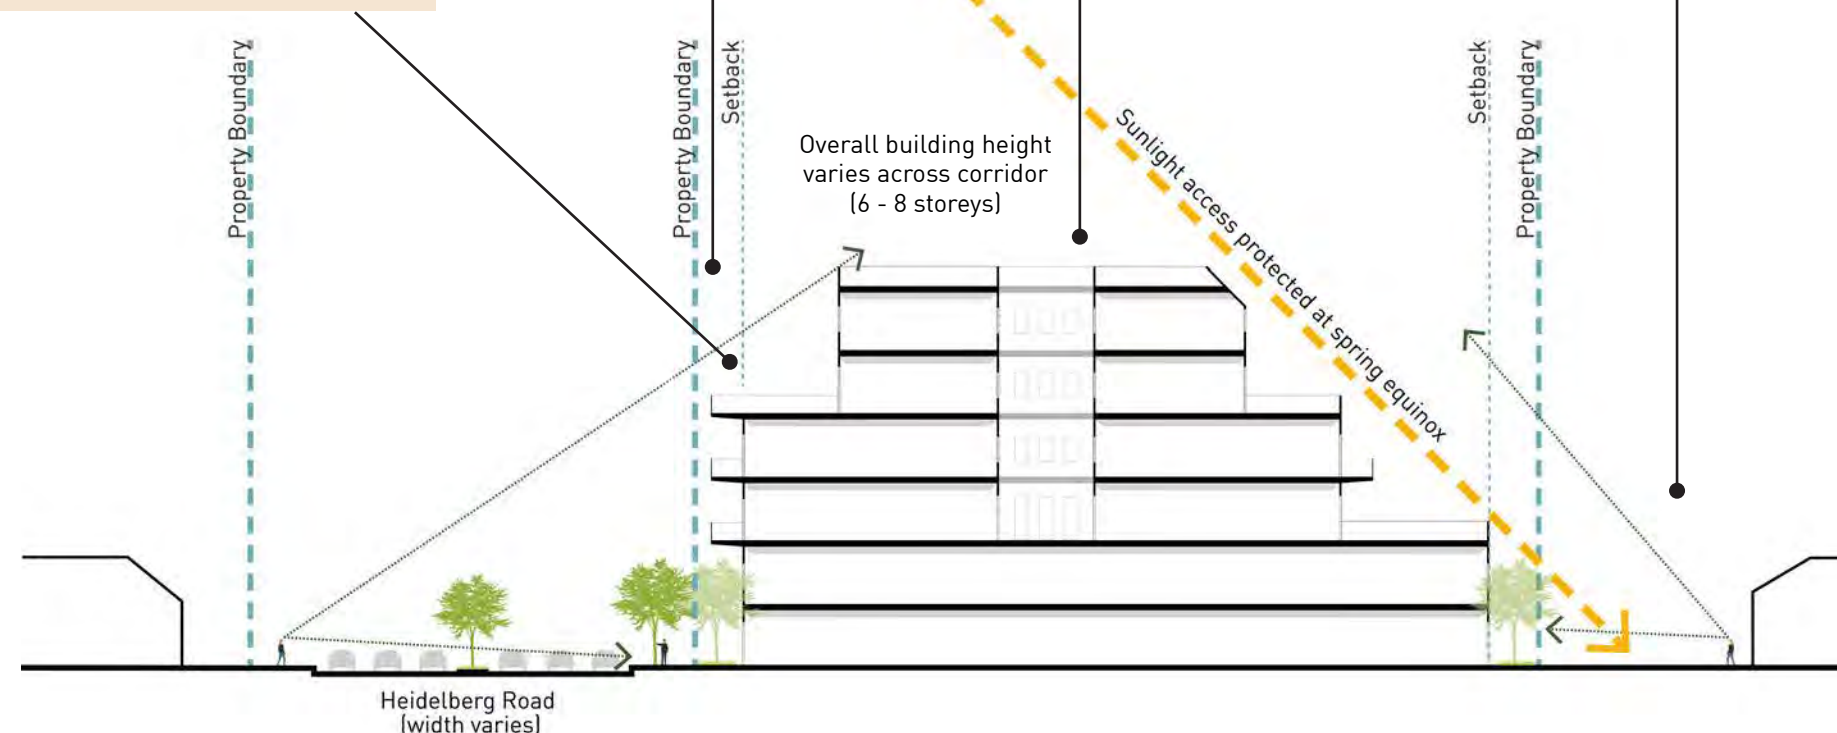 Property Boundary
Property Boundary
Setback
Overall building height
varies across corridor
(6 - 8 storeys)
Sunlight access protected at spring equinox
Setback
Property Boundary
Heidelberg Road
(width varies)